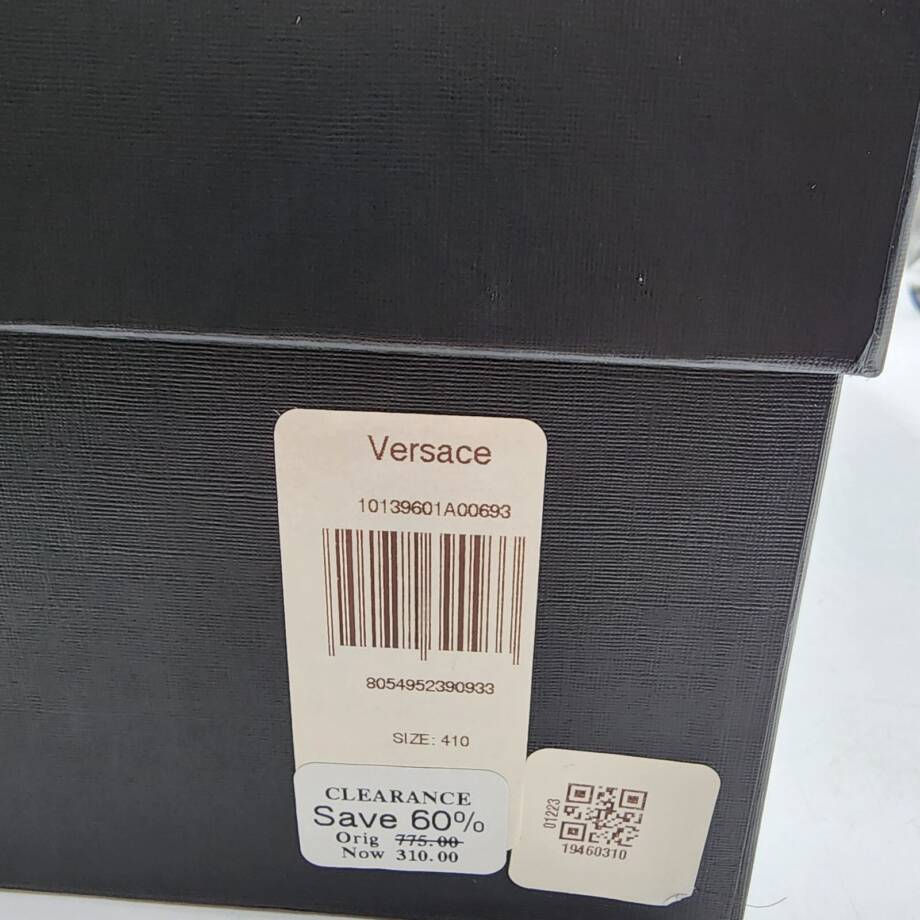 Versace
10139601A00693
8054952390933
SIZE: 410
CLEARANCE
Save 60%
Orig 775.00
Now 310.00
01223
19460310